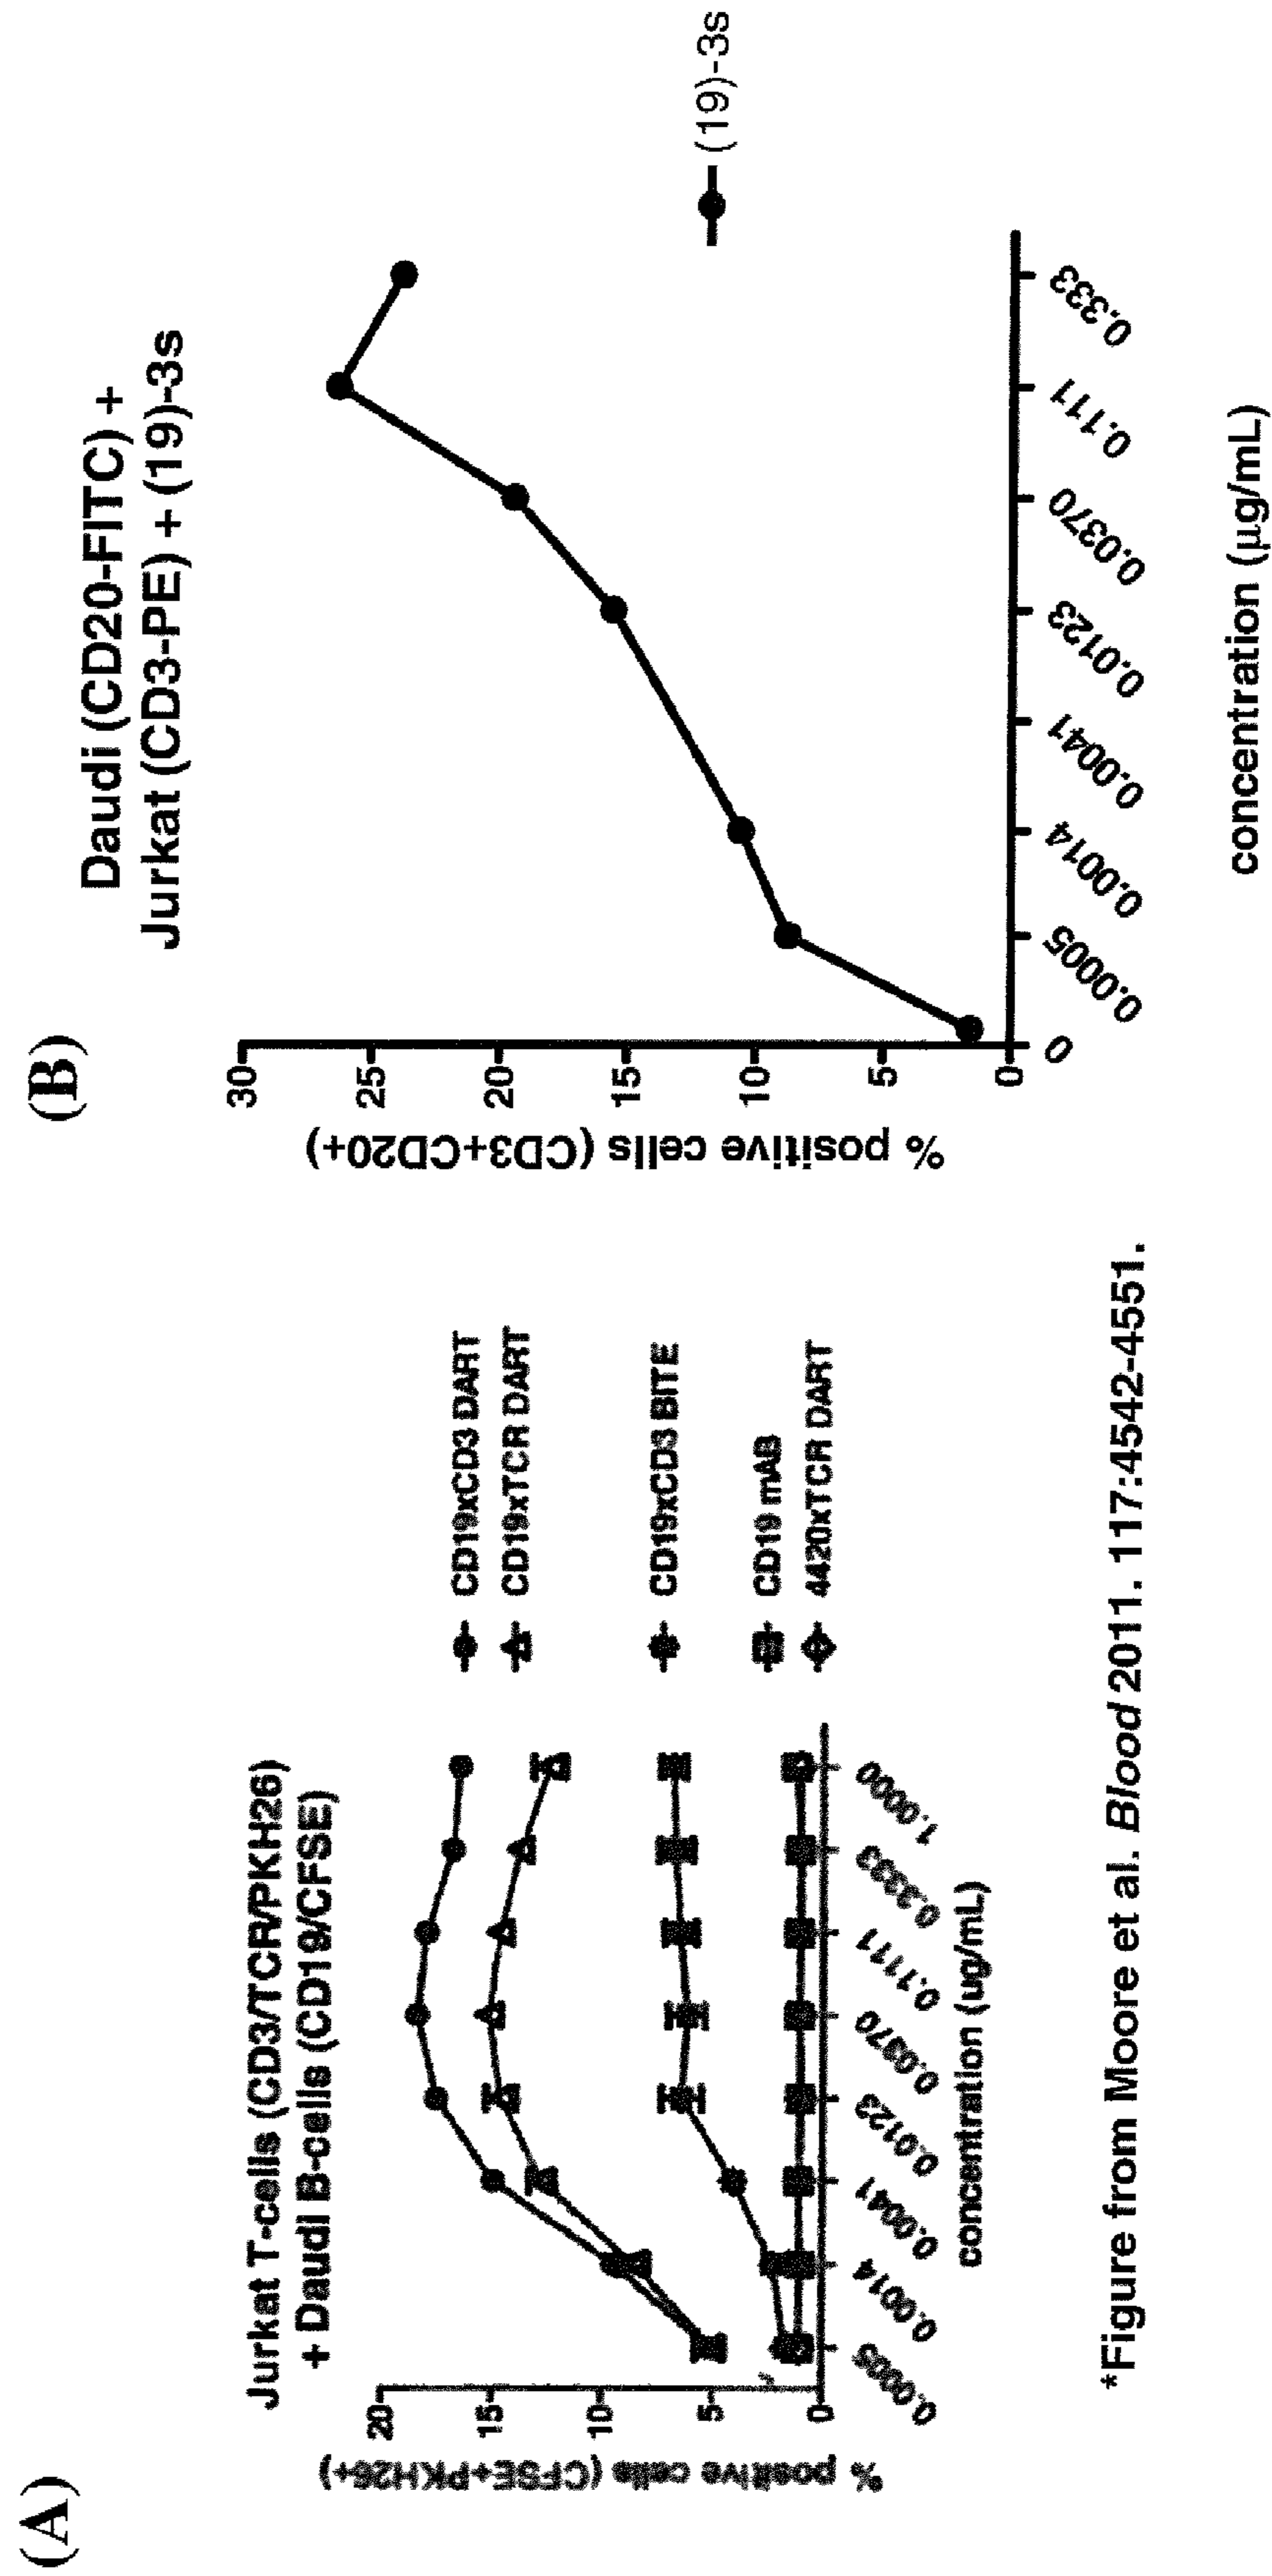 (A)
Jurkat T-cells (CD3/TCR/PKH26)
+ Daudi B-cells (CD19/CFSE)
% positive cells (CFSE+PKH26+)
20
15
10
5
0
0.0005
0.0014
0.0041
0.0123
0.0370
0.1111
0.3333
1.0000
concentration (ug/mL)
CD19xCD3 DART
CD19xTCR DART
CD19xCD3 BITE
CD19 mAB
4420xTCR DART
*Figure from Moore et al. Blood 2011. 117:4542-4551.
(B)
Daudi (CD20-FITC) +
Jurkat (CD3-PE) + (19)-3s
% positive cells (CD3+CD20+)
30
25
20
15
10
5
0
0
0.00005
0.0014
0.0041
0.0123
0.0370
0.111
0.333
concentration (µg/mL)
(19)-3s